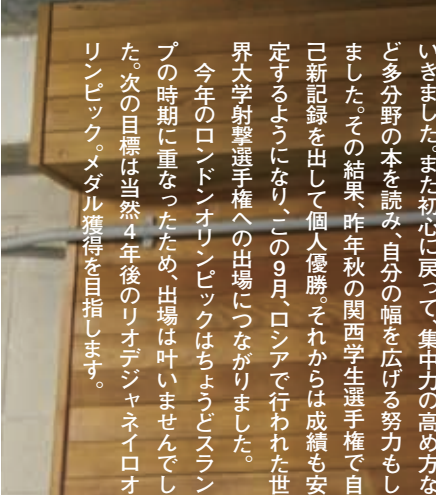 いきました。また初心に戻って、集中力の高め方な
ど多分野の本を読み、自分の幅を広げる努力もし
ました。その結果、昨年秋の関西学生選手権で自
己新記録を出して個人優勝。それからは成績も安
定するようになり、この9月、ロシアで行われた世
界大学射撃選手権への出場につながりました。
今年のロンドンオリンピックはちょうどスラン
プの時期に重なったため、出場は叶いませんでし
た。次の目標は当然4年後のリオデジャネイロオ
リンピック。メダル獲得を目指します。